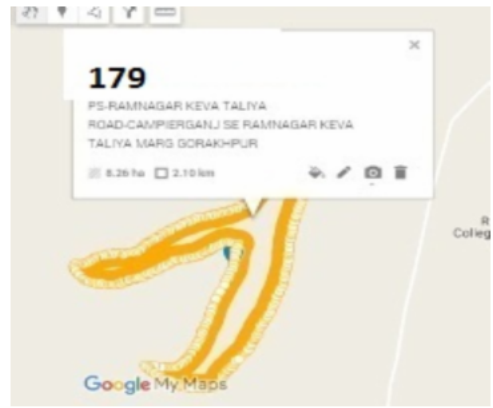 179
PS-RAMNAGAR KEVA TALIYA
ROAD-CAMPIERGANJ SE RAMNAGAR KEVA
TALIYA MARG GORAKHPUR
8.26 ha 2.10 km
R
Colleg
Google My Maps